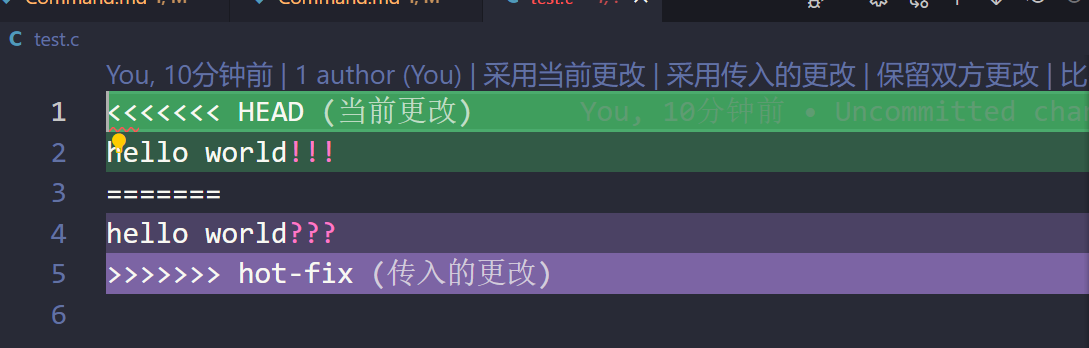 Command.md 4, M Command.md 4, M test.c
C test.c
You, 10分钟前 | 1 author (You) | 采用当前更改 | 采用传入的更改 | 保留双方更改 | 比
1 <<<<<<< HEAD (当前更改) You, 10分钟前 • Uncommitted cha
2 hello world!!!
3 =======
4 hello world???
5 >>>>>>> hot-fix (传入的更改)
6